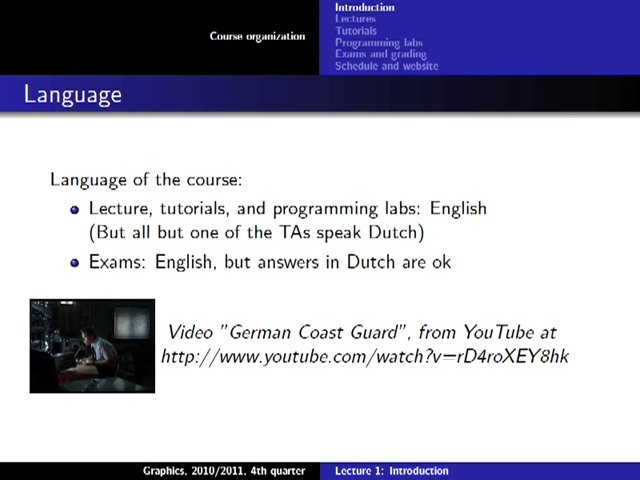 Course organization
Introduction
Lectures
Tutorials
Programming labs
Exams and grading
Schedule and website
Language
Language of the course:
Lecture, tutorials, and programming labs: English
(But all but one of the TAs speak Dutch)
Exams: English, but answers in Dutch are ok
Video "German Coast Guard", from YouTube at
http://www.youtube.com/watch?v=rD4roXEY8hk
Graphics, 2010/2011, 4th quarter
Lecture 1: Introduction